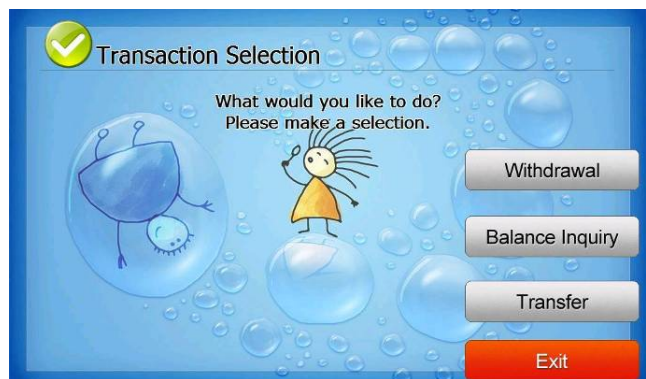 Transaction Selection
What would you like to do?
Please make a selection.
Withdrawal
Balance Inquiry
Transfer
Exit